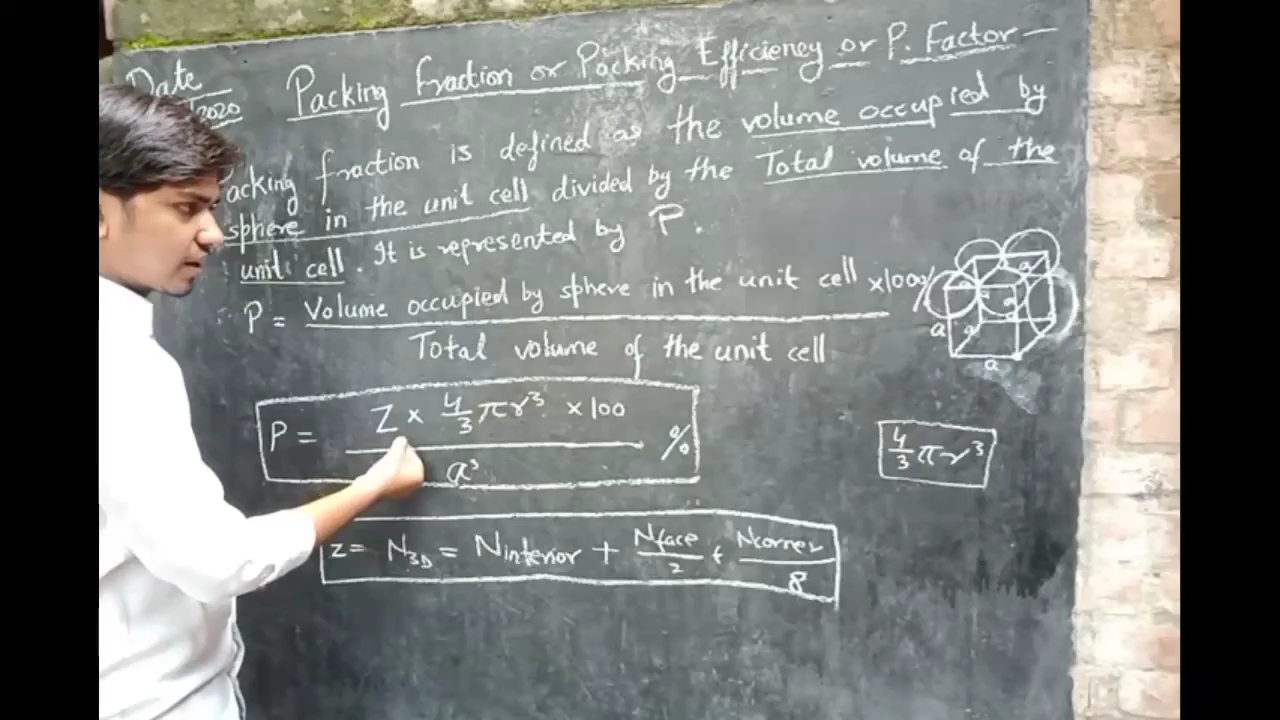 Date
2020
Packing fraction or Packing Efficiency or P. Factor —
acking fraction is defined as the volume occupied by
sphere in the unit cell divided by the Total volume of the
unit cell. It is represented by P.
P = Volume occupied by sphere in the unit cell ×100%
Total volume of the unit cell
P = Z × 4/3 πr³ × 100 / a³ %
4/3 πr³
z = N3D = Ninterior + Nface/2 + Ncorner/8
a a a a a a a a